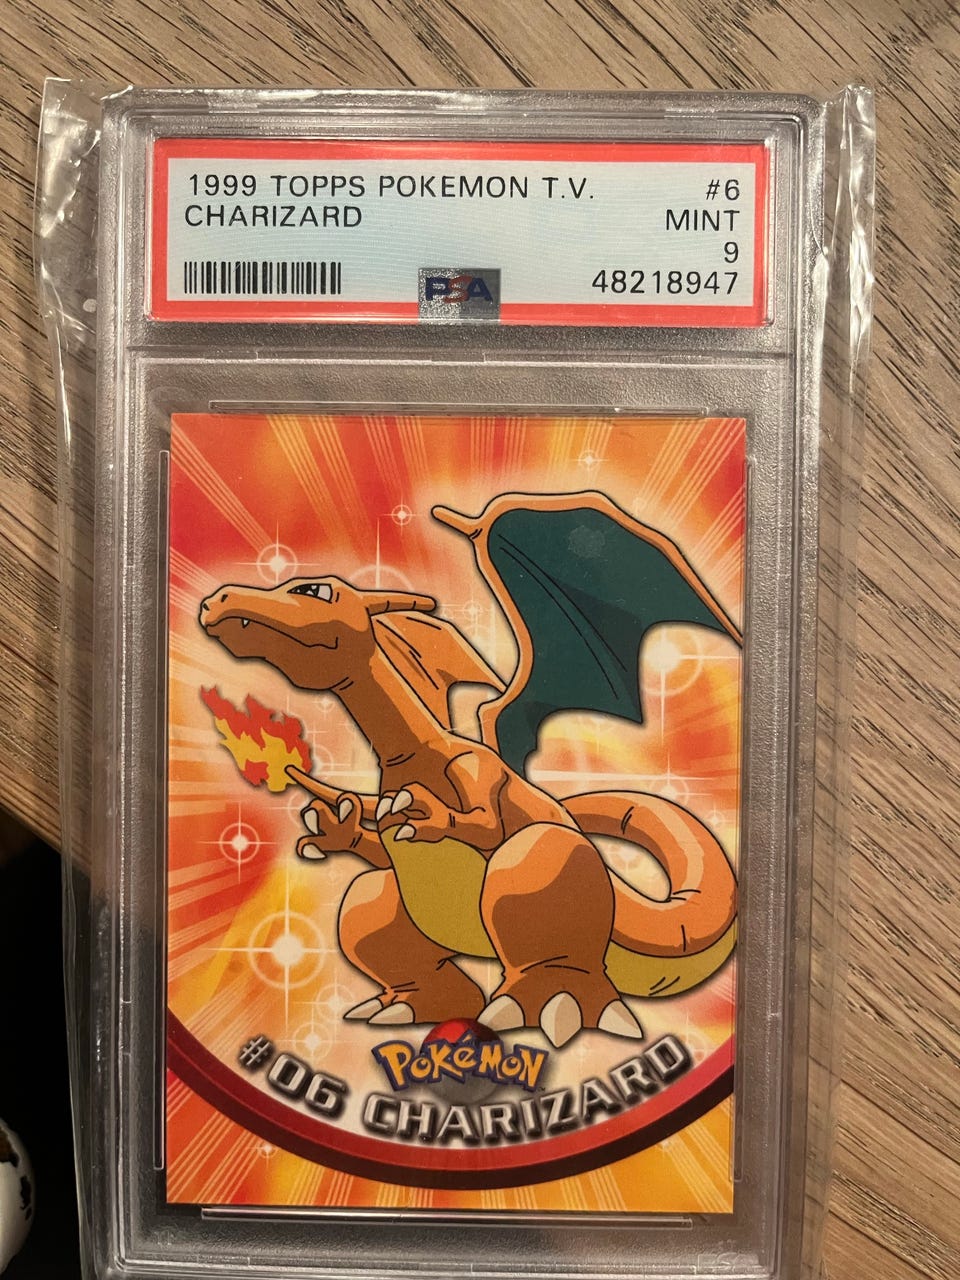 1999 TOPPS POKEMON T.V. #6
CHARIZARD MINT
9
PSA 48218947
POKéMON
#06 CHARIZARD